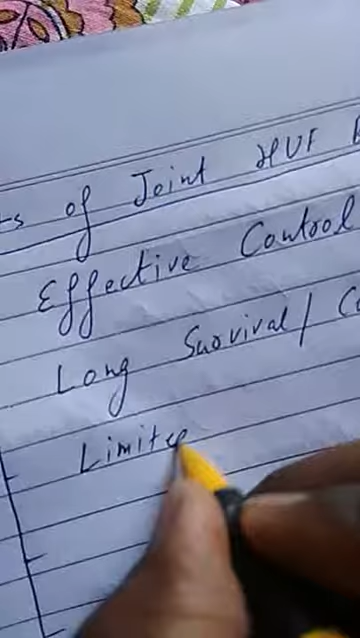 of Joint HUF
Effective Control
Long Survival/
Limite